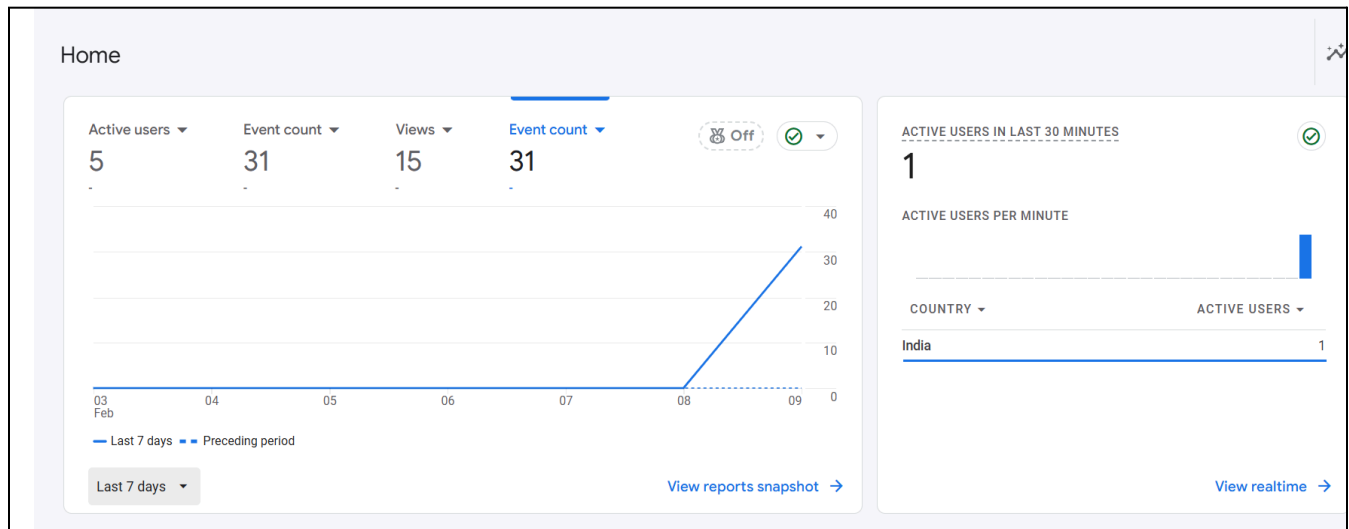 Home
Active users Event count Views Event count Off
5 31 15 31
- - - -
40
30
20
10
0
03 04 05 06 07 08 09
Feb
Last 7 days Preceding period
Last 7 days View reports snapshot
ACTIVE USERS IN LAST 30 MINUTES
1
ACTIVE USERS PER MINUTE
COUNTRY ACTIVE USERS
India 1
View realtime